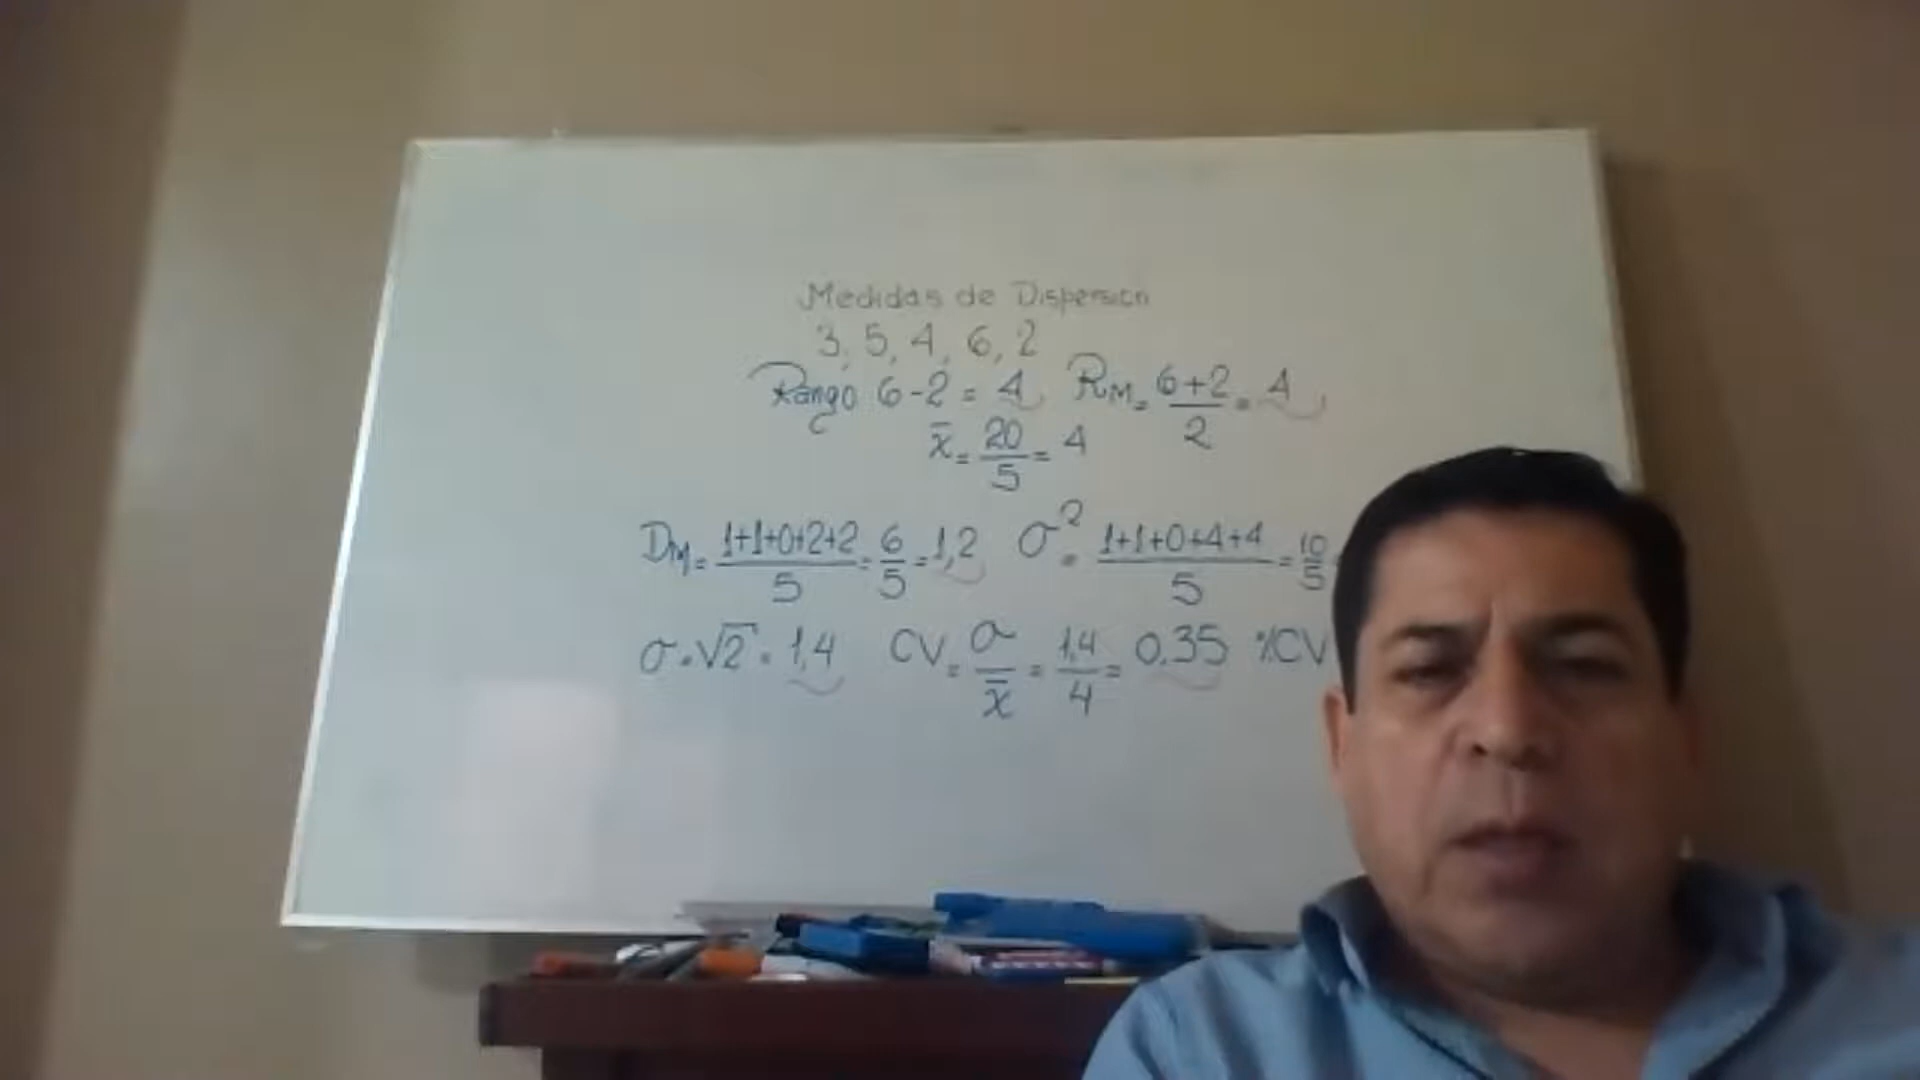 Medidas de Dispersión
3, 5, 4, 6, 2
Rango 6-2 = 4 RM = 6+2/2 = 4
x̄ = 20/5 = 4
DM = 1+1+0+2+2/5 = 6/5 = 1,2 σ² = 1+1+0+4+4/5 = 10/5
σ = √2 = 1,4 CV = σ/x̄ = 1,4/4 = 0,35 %CV